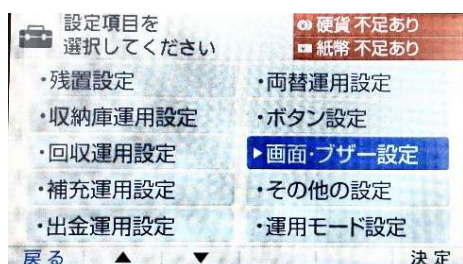 設定項目を
選択してください
硬貨 不足あり
紙幣 不足あり
・残置設定
・両替運用設定
・収納庫運用設定
・ボタン設定
・回収運用設定
▶画面・ブザー設定
・補充運用設定
・その他の設定
・出金運用設定
・運用モード設定
戻る ▲ ▼ 決定